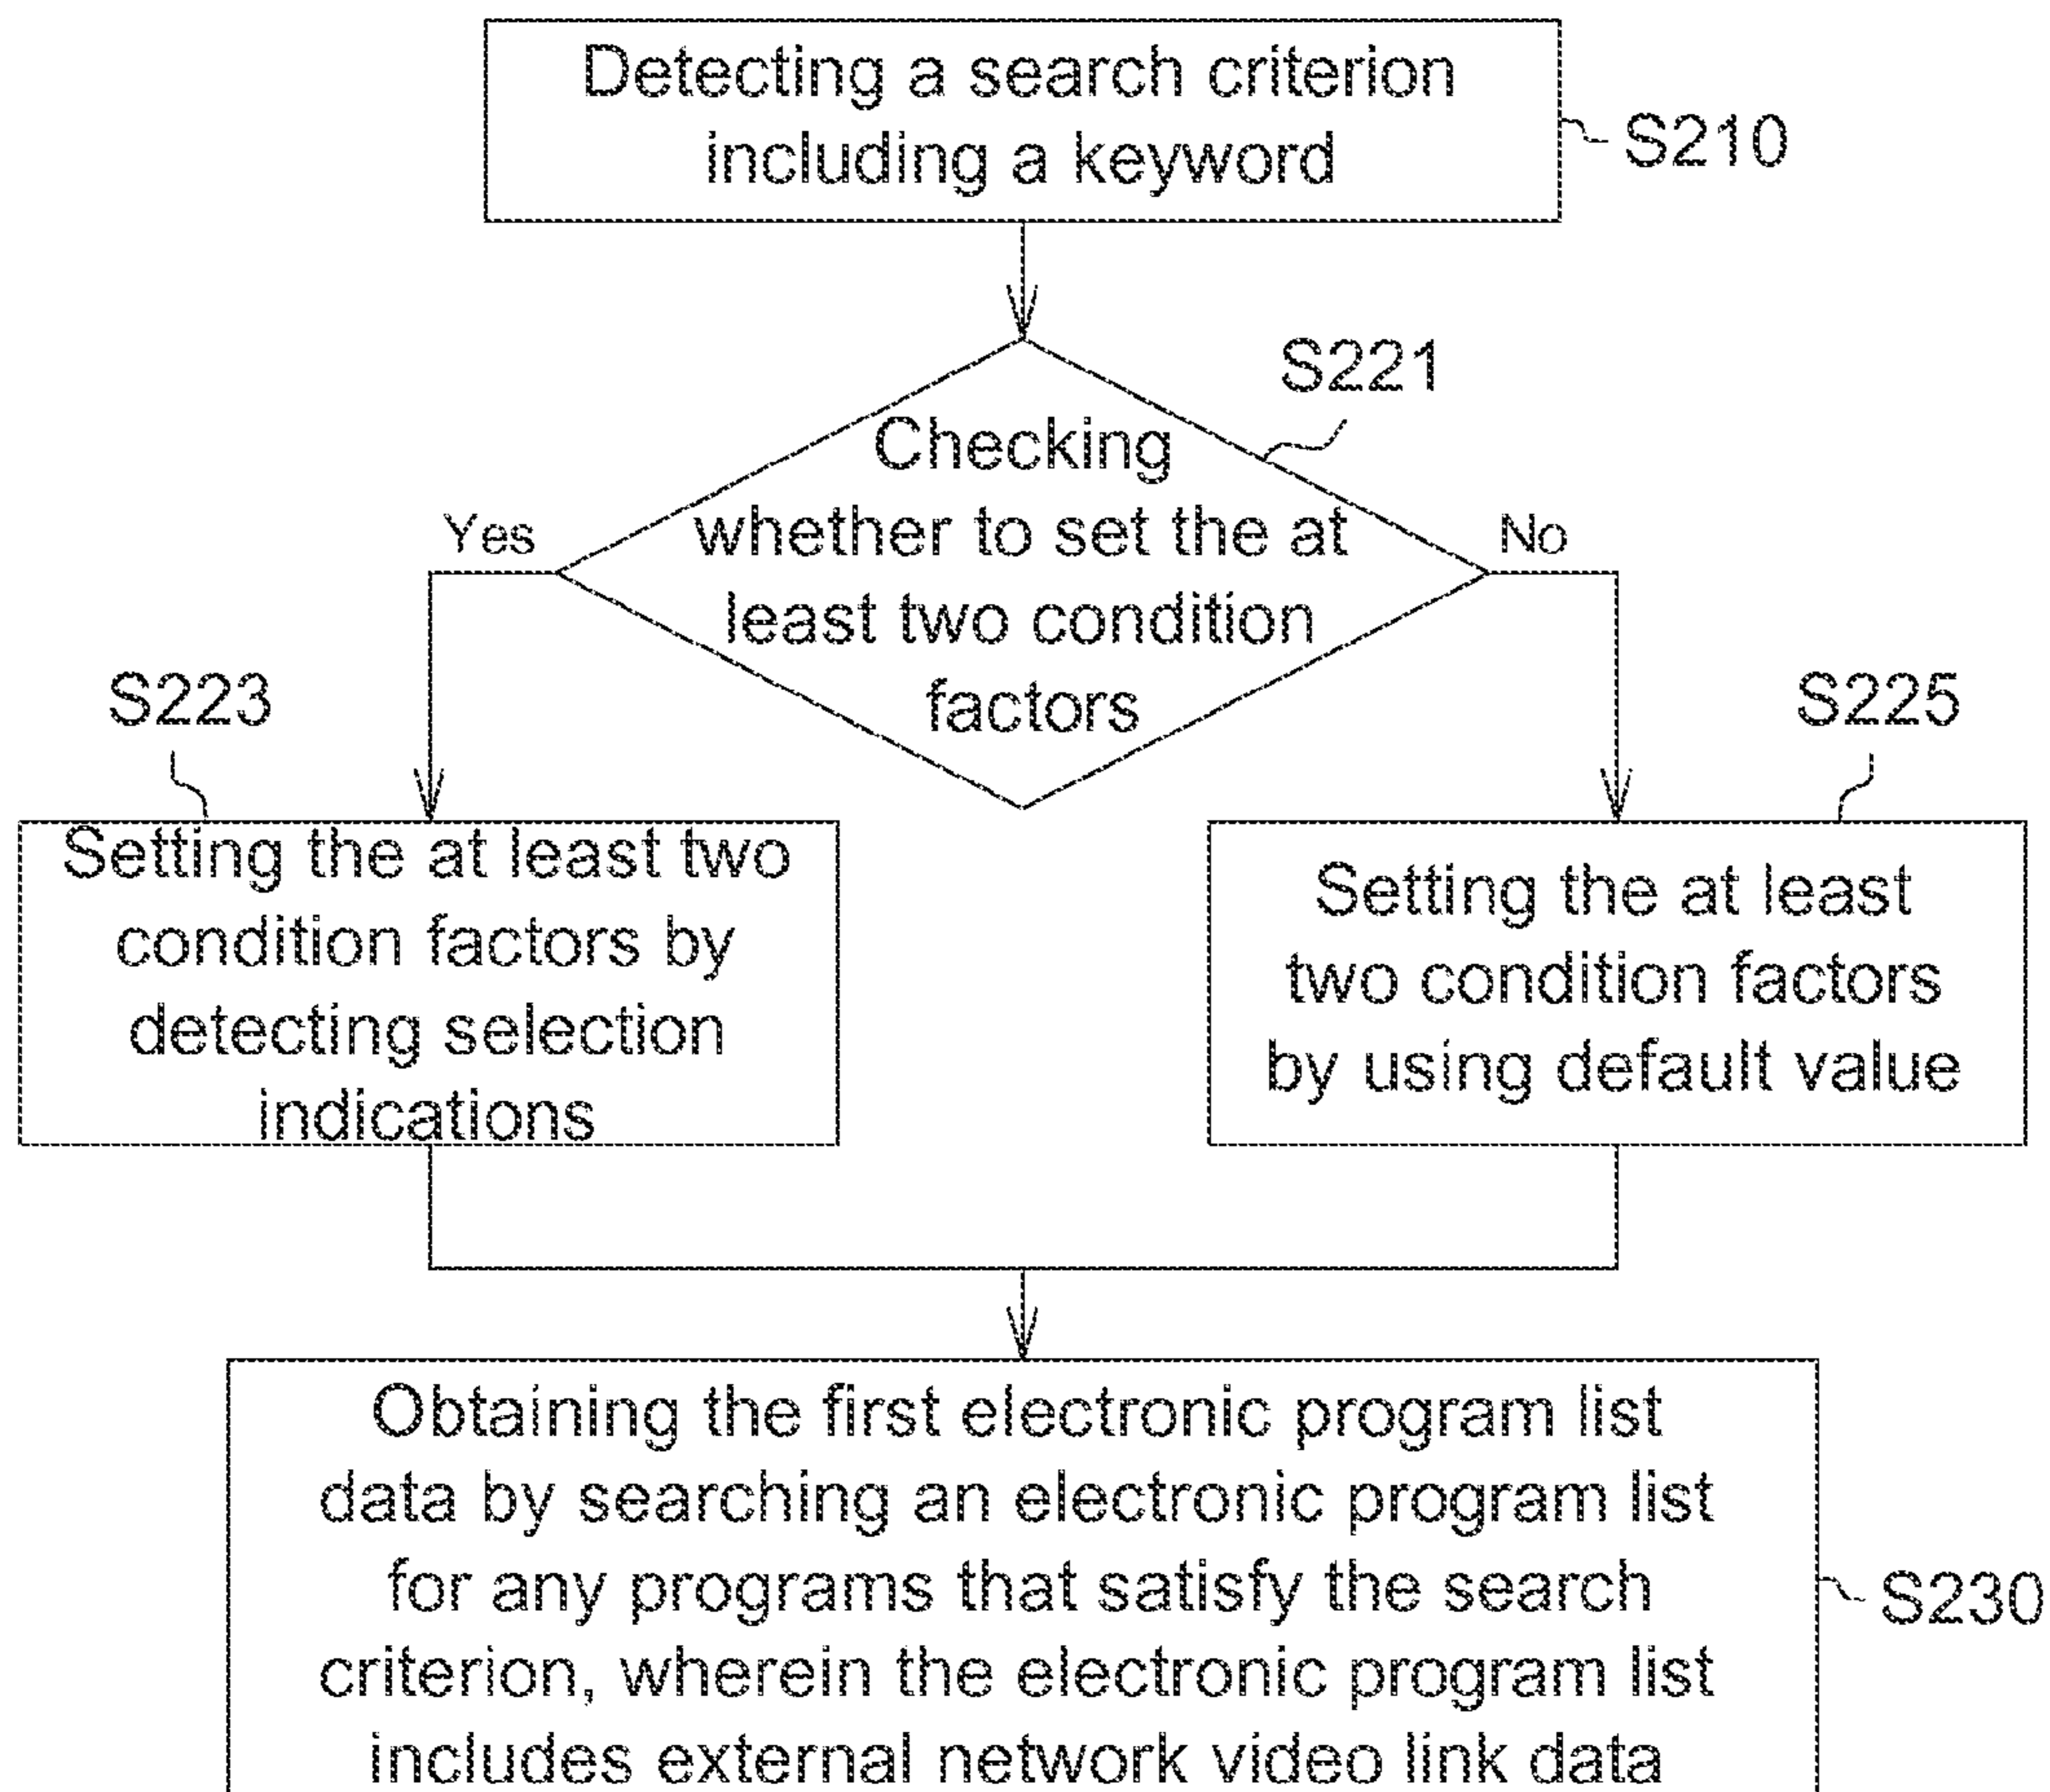 Detecting a search criterion
including a keyword
S210
S221
Checking
whether to set the at
least two condition
factors
Yes
No
S223
S225
Setting the at least two
condition factors by
detecting selection
indications
Setting the at least
two condition factors
by using default value
Obtaining the first electronic program list
data by searching an electronic program list
for any programs that satisfy the search
criterion, wherein the electronic program list
includes external network video link data
S230